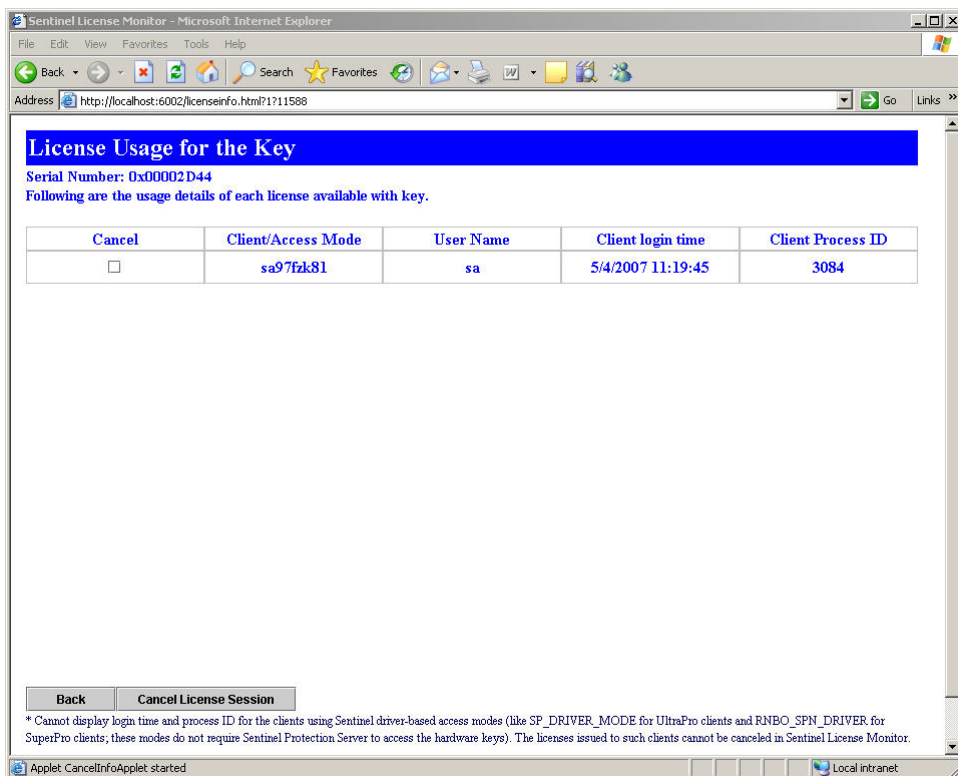 Sentinel License Monitor - Microsoft Internet Explorer
File Edit View Favorites Tools Help
Back Search Favorites
Address http://localhost:6002/licenseinfo.html?1?11588 Go Links »
License Usage for the Key
Serial Number: 0x00002D44
Following are the usage details of each license available with key.
Cancel Client/Access Mode User Name Client login time Client Process ID
sa97fzk81 sa 5/4/2007 11:19:45 3084
Back Cancel License Session
* Cannot display login time and process ID for the clients using Sentinel driver-based access modes (like SP_DRIVER_MODE for UltraPro clients and RNBO_SPN_DRIVER for
SuperPro clients; these modes do not require Sentinel Protection Server to access the hardware keys). The licenses issued to such clients cannot be canceled in Sentinel License Monitor.
Applet CancelInfoApplet started Local intranet